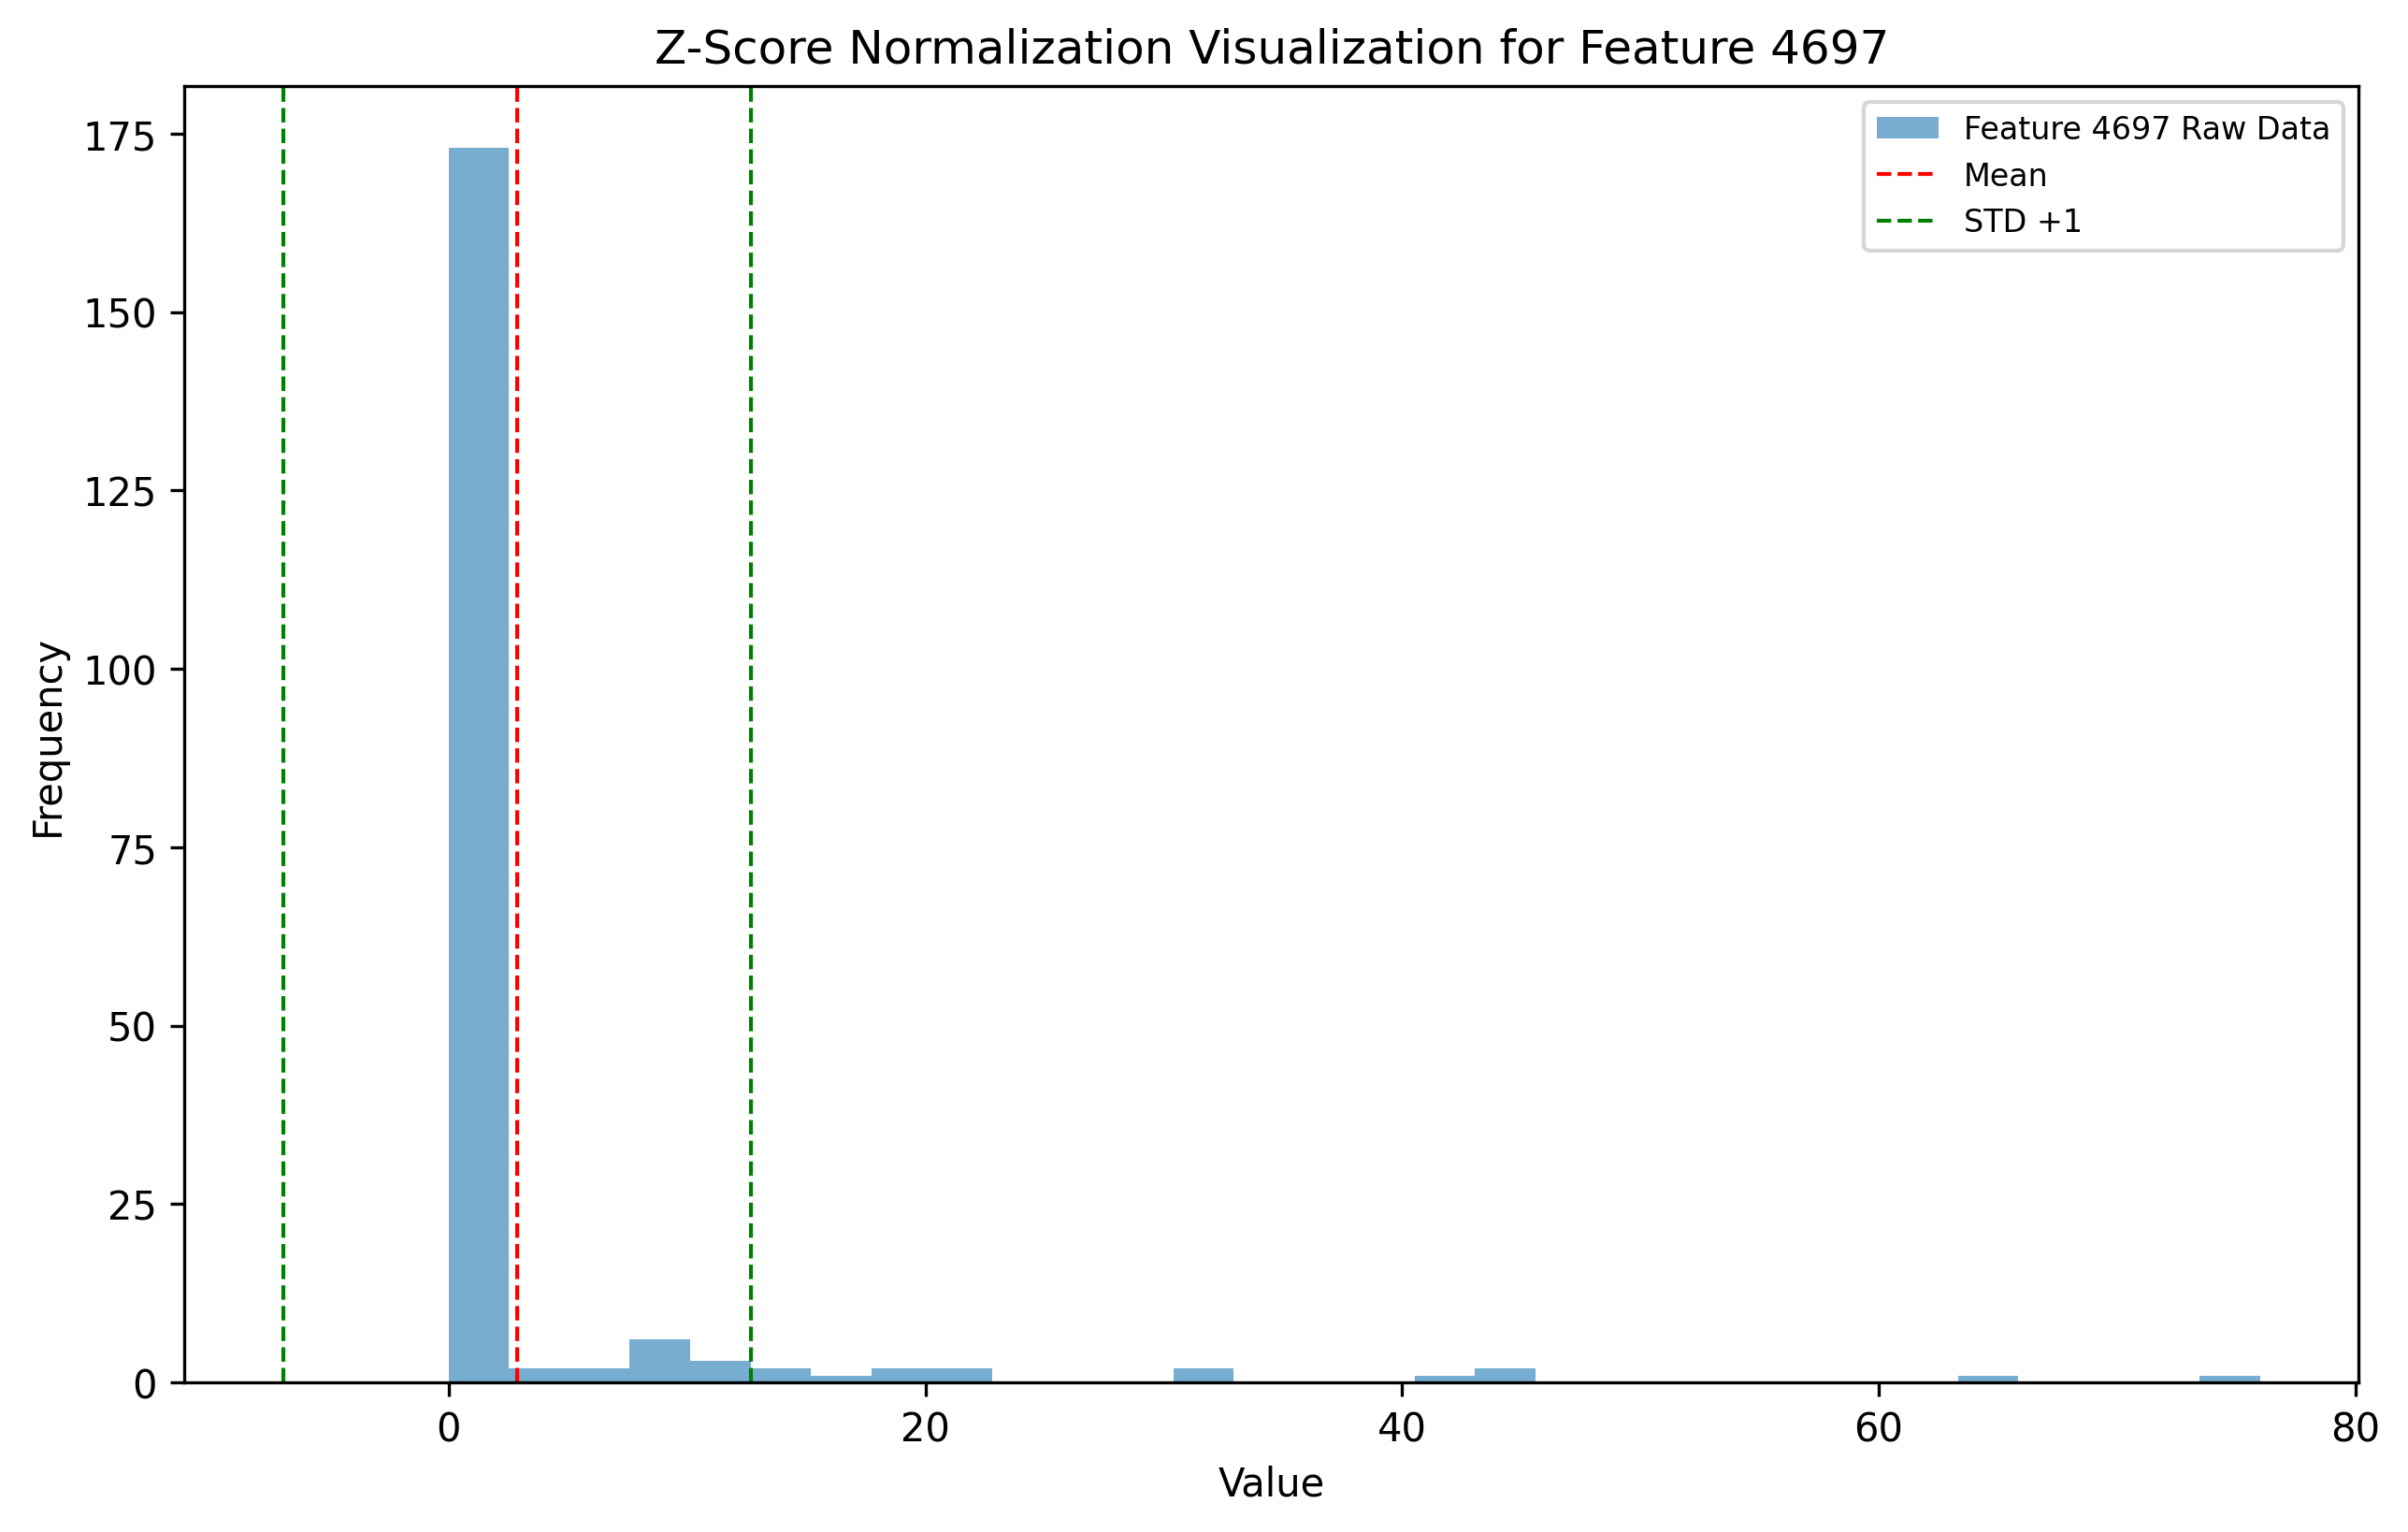 Z-Score Normalization Visualization for Feature 4697
Feature 4697 Raw Data
Mean
STD +1
175
150
125
100
75
50
25
0
Frequency
0 20 40 60 80
Value